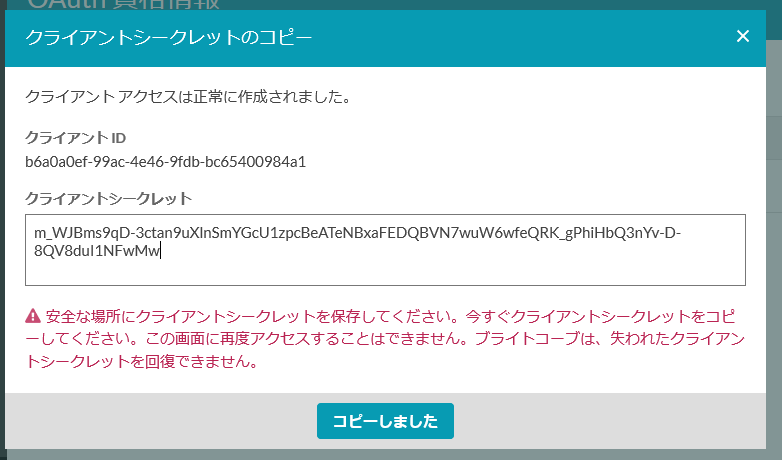 OAuth 資格情報
クライアントシークレットのコピー
クライアント アクセスは正常に作成されました。
クライアント ID
b6a0a0ef-99ac-4e46-9fdb-bc65400984a1
クライアントシークレット
m_WJBms9qD-3ctan9uXlnSmYGcU1zpcBeATeNBxaFEDQBVN7wuW6wfeQRK_gPhiHbQ3nYv-D-
8QV8duI1NFwMw
安全な場所にクライアントシークレットを保存してください。今すぐクライアントシークレットをコピ
ーしてください。この画面に再度アクセスすることはできません。ブライトコーブは、失われたクライアン
トシークレットを回復できません。
コピーしました